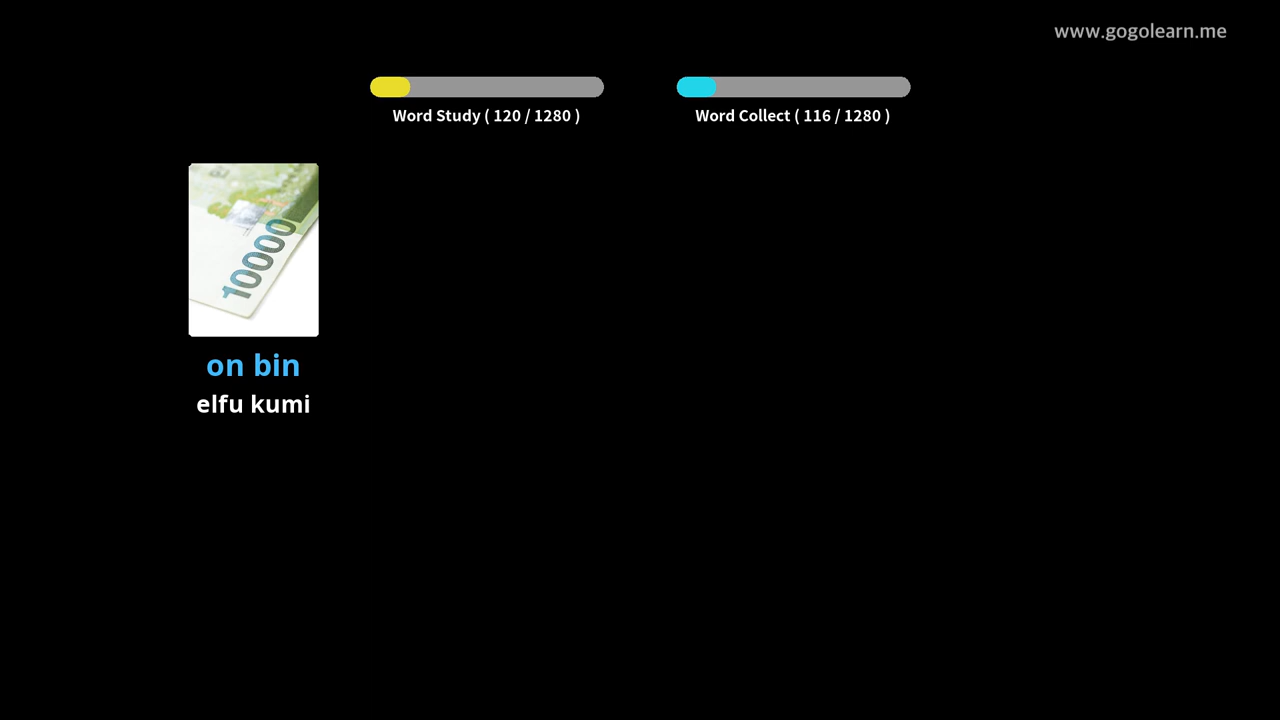 www.gogolearn.me
Word Study ( 120 / 1280 )
Word Collect ( 116 / 1280 )
10000
on bin
elfu kumi